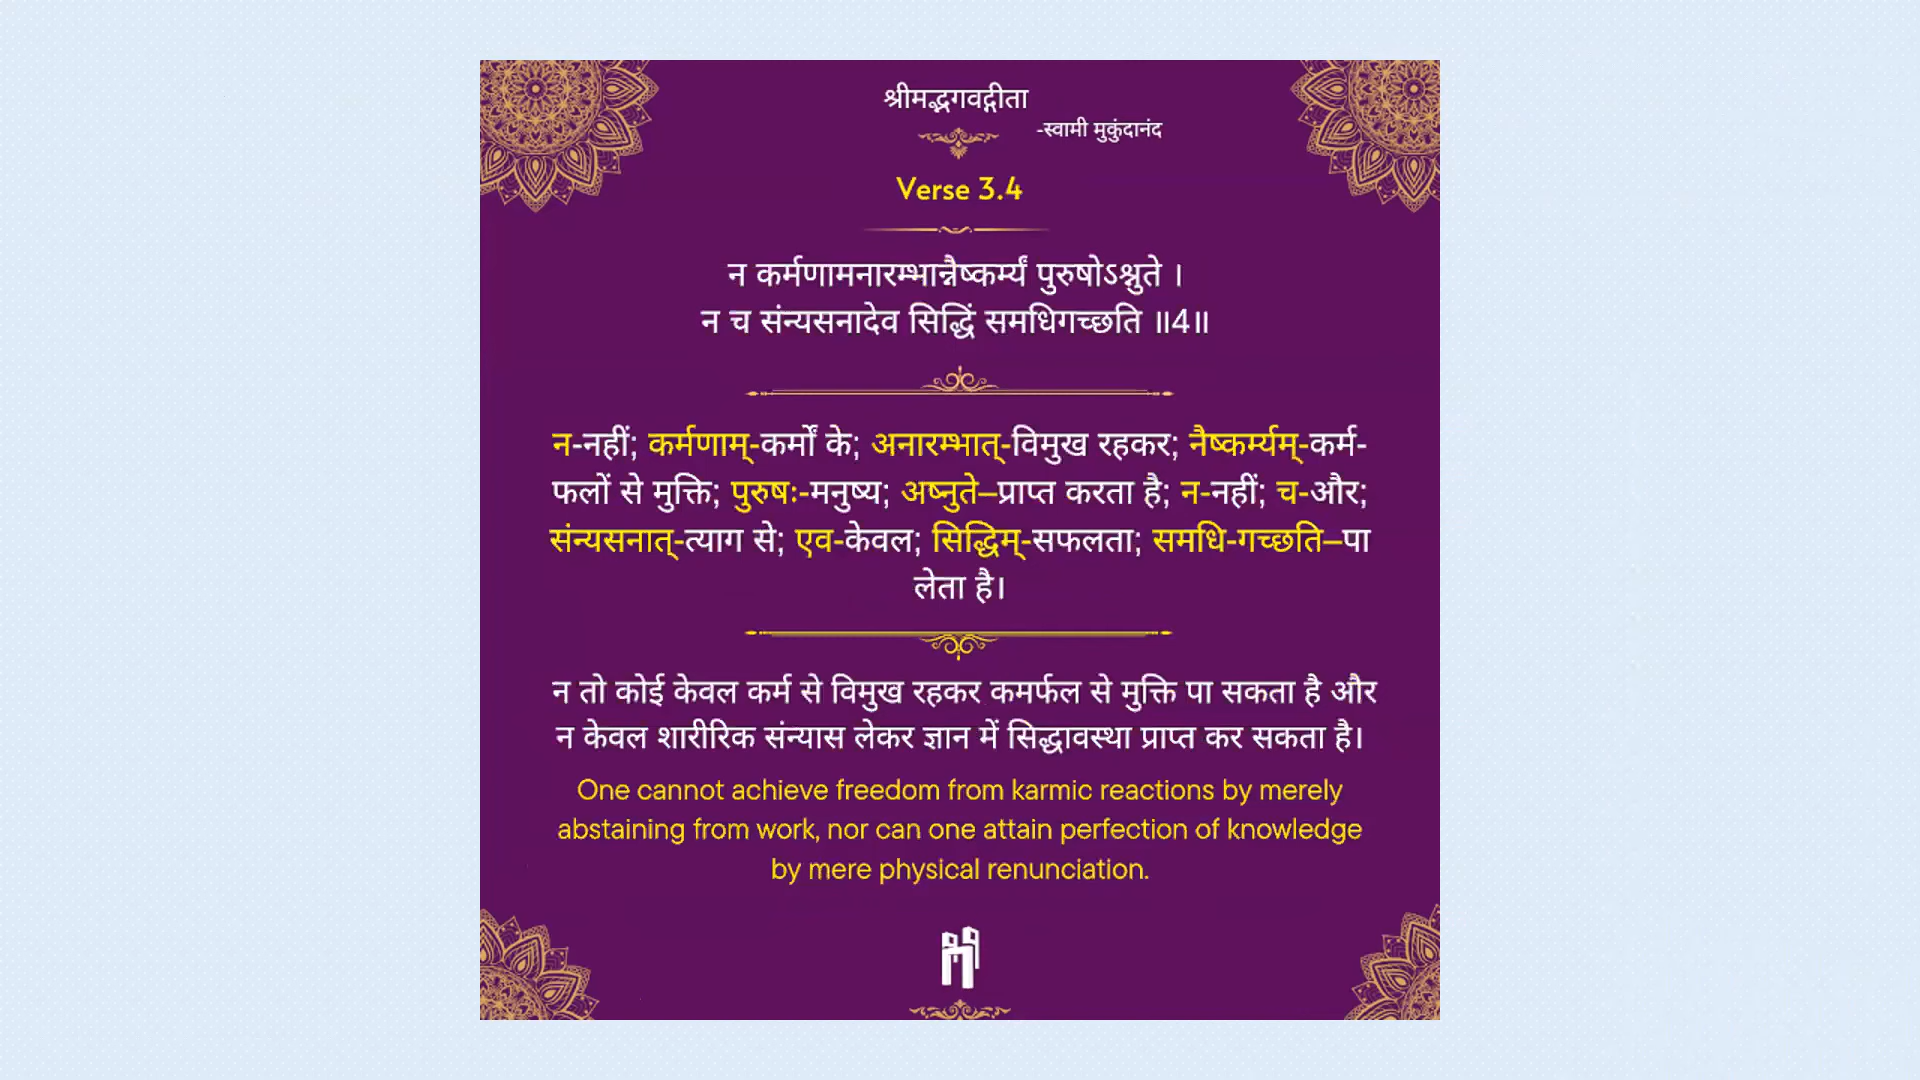 श्रीमद्भगवद्गीता
-स्वामी मुकुंदानंद
Verse 3.4
न कर्मणामनारम्भान्नैष्कर्म्यं पुरुषोऽश्नुते ।
न च संन्यसनादेव सिद्धिं समधिगच्छति ॥4॥
न-नहीं; कर्मणाम्-कर्मों के; अनारम्भात्-विमुख रहकर; नैष्कर्म्यम्-कर्म-
फलों से मुक्ति; पुरुषः-मनुष्य; अष्नुते–प्राप्त करता है; न-नहीं; च-और;
संन्यसनात्-त्याग से; एव-केवल; सिद्धिम्-सफलता; समधि-गच्छति–पा
लेता है।
न तो कोई केवल कर्म से विमुख रहकर कमर्फल से मुक्ति पा सकता है और
न केवल शारीरिक संन्यास लेकर ज्ञान में सिद्धावस्था प्राप्त कर सकता है।
One cannot achieve freedom from karmic reactions by merely
abstaining from work, nor can one attain perfection of knowledge
by mere physical renunciation.